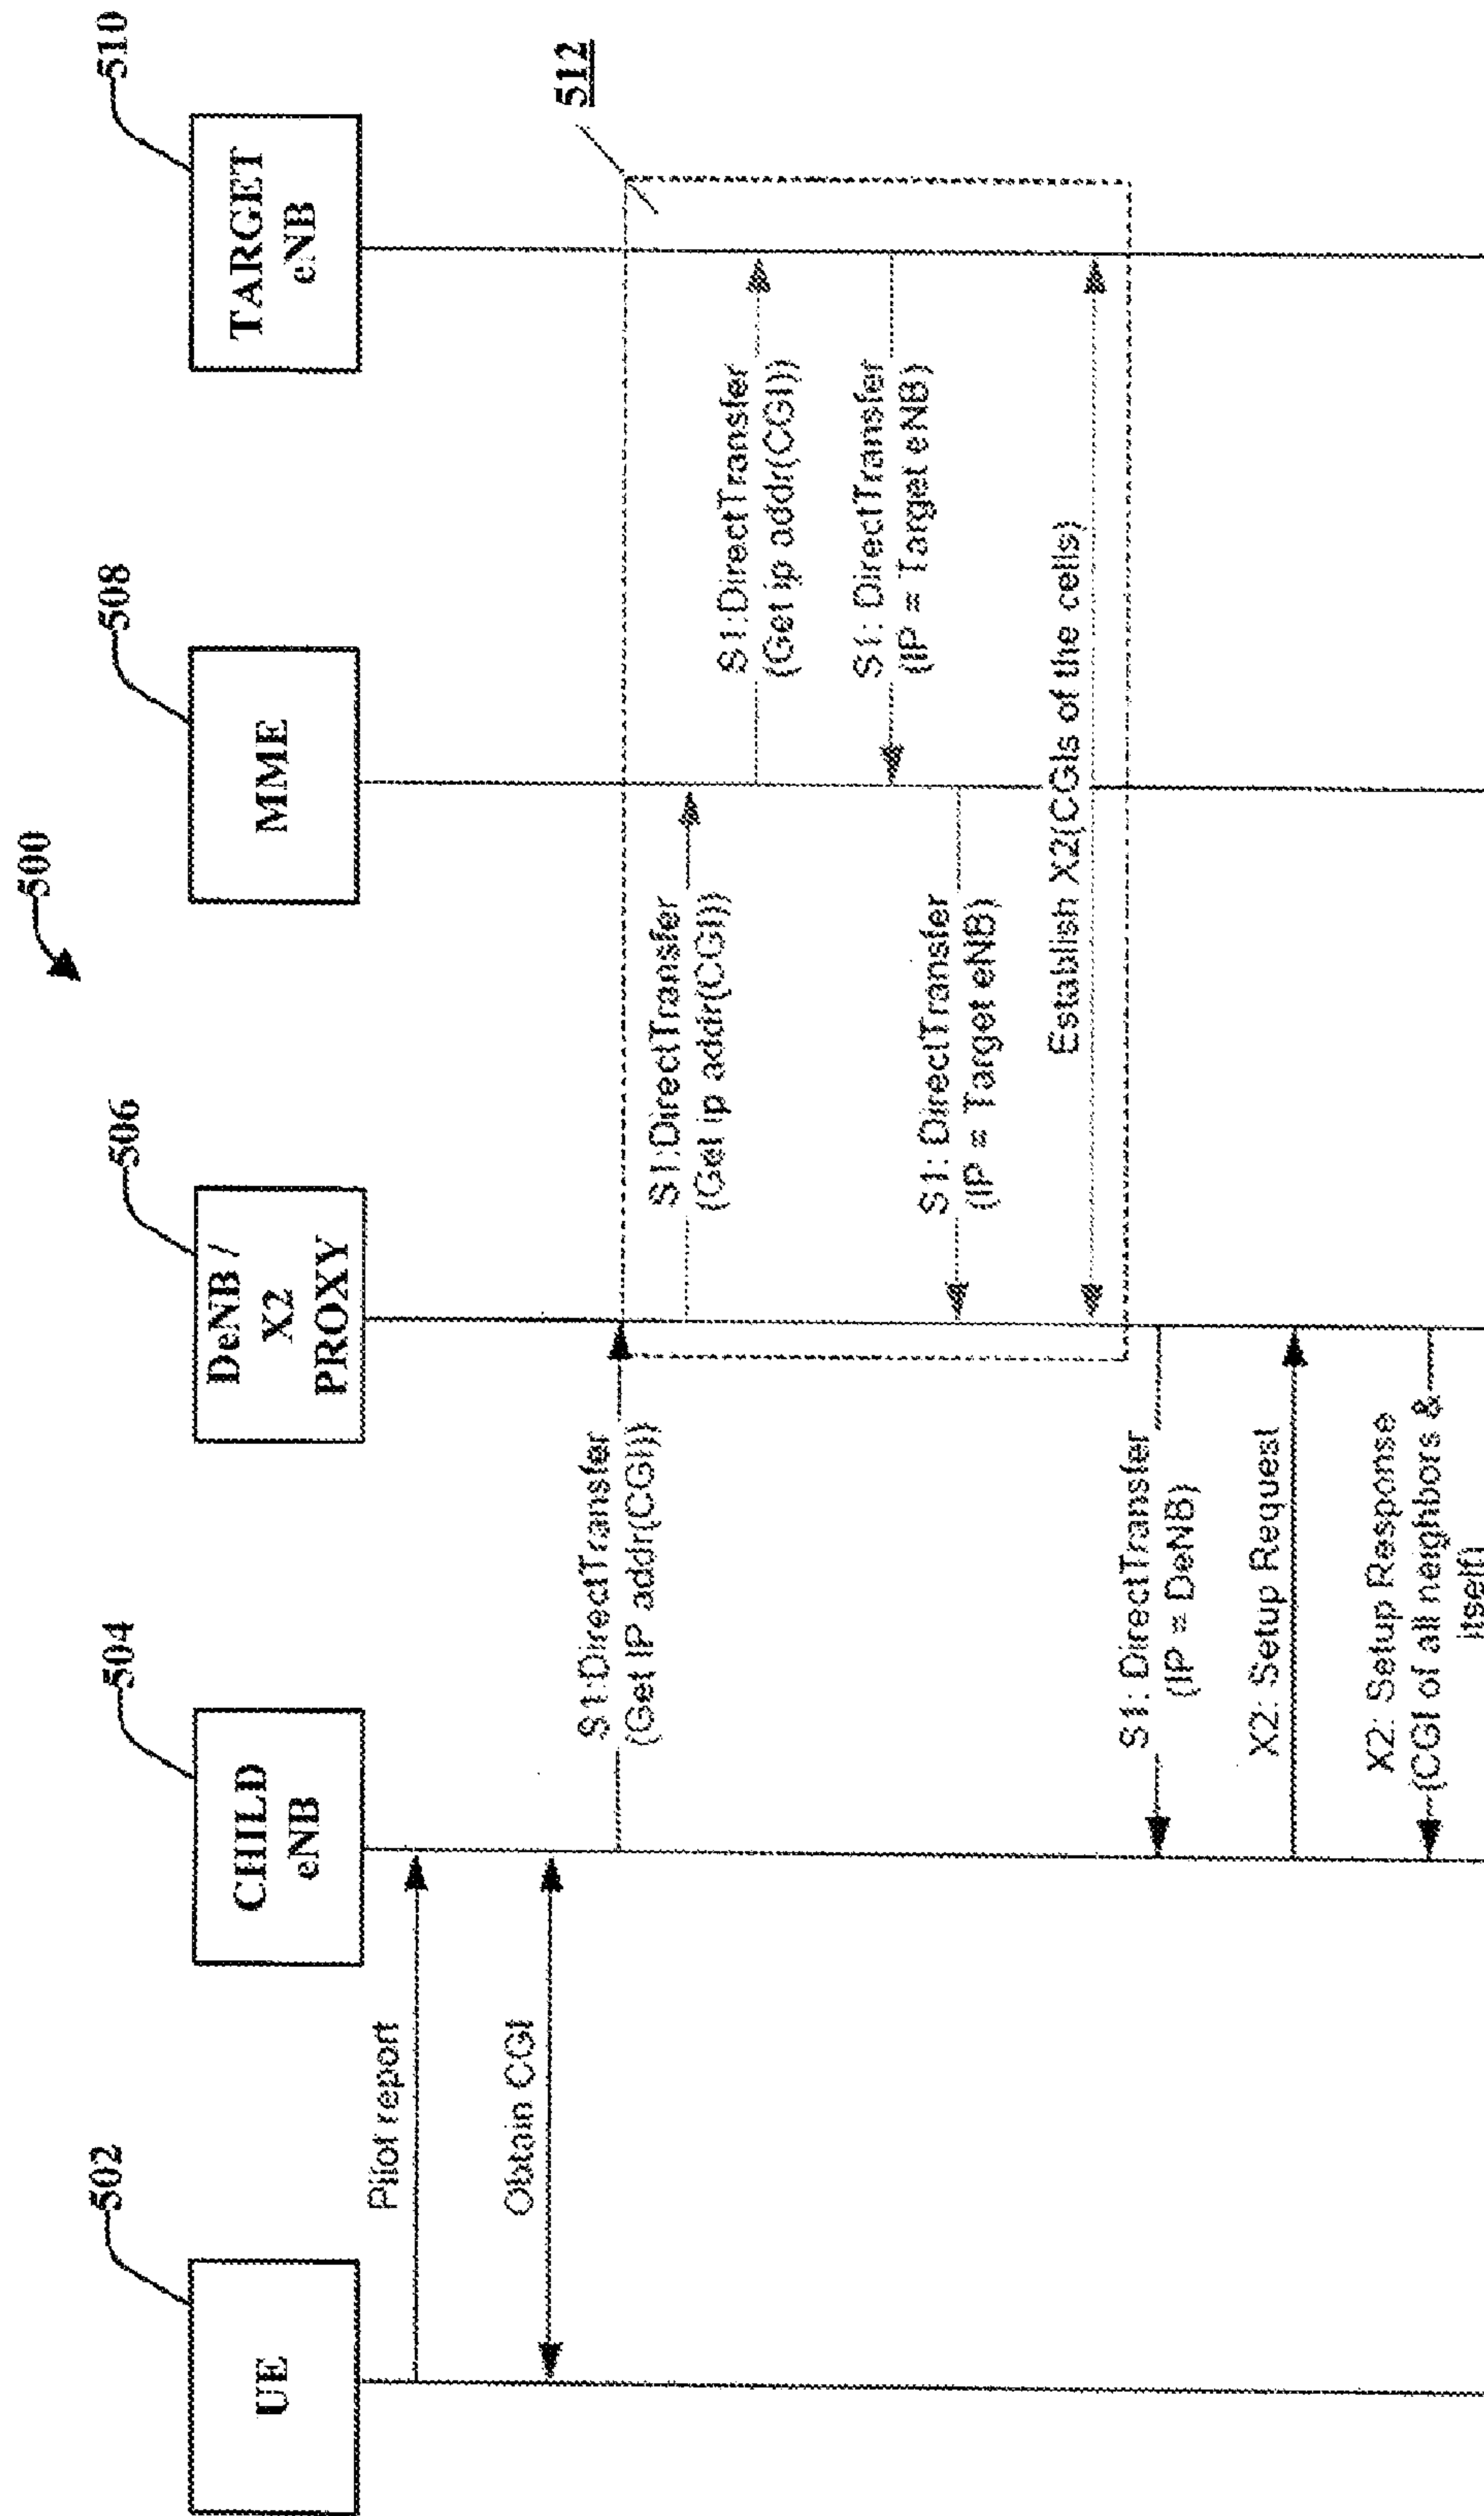 500
502
UE
504
CHILD
eNB
506
DeNB /
X2
PROXY
508
MME
510
TARGET
eNB
Pilot report
Obtain CGI
S1:DirectTransfer
(Get IP addr(CGI))
512
S1:DirectTransfer
(Get ip addr(CGI))
S1:DirectTransfer
(Get ip addr(CGI))
S1: DirectTransfer
(IP = Target eNB)
S1: DirectTransfer
(IP = Target eNB)
Establish X2(CGIs of the cells)
S1: DirectTransfer
(IP = DeNB)
X2: Setup Request
X2: Setup Response
(CGI of all neighbors &
itself)